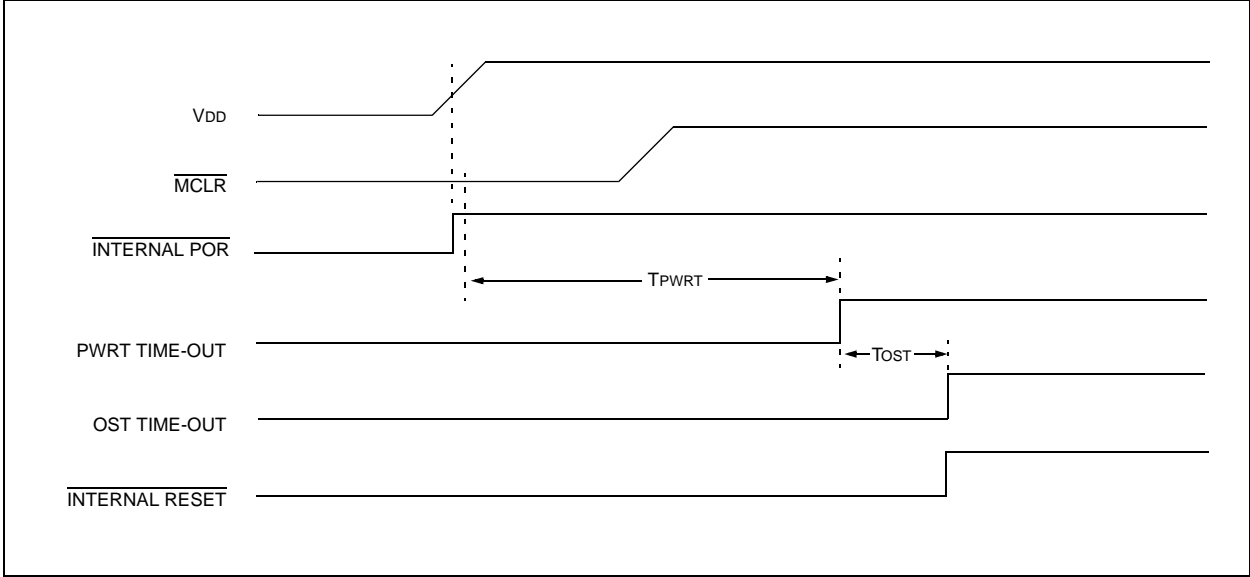 VDD
MCLR
INTERNAL POR
TPWRT
PWRT TIME-OUT
TOST
OST TIME-OUT
INTERNAL RESET